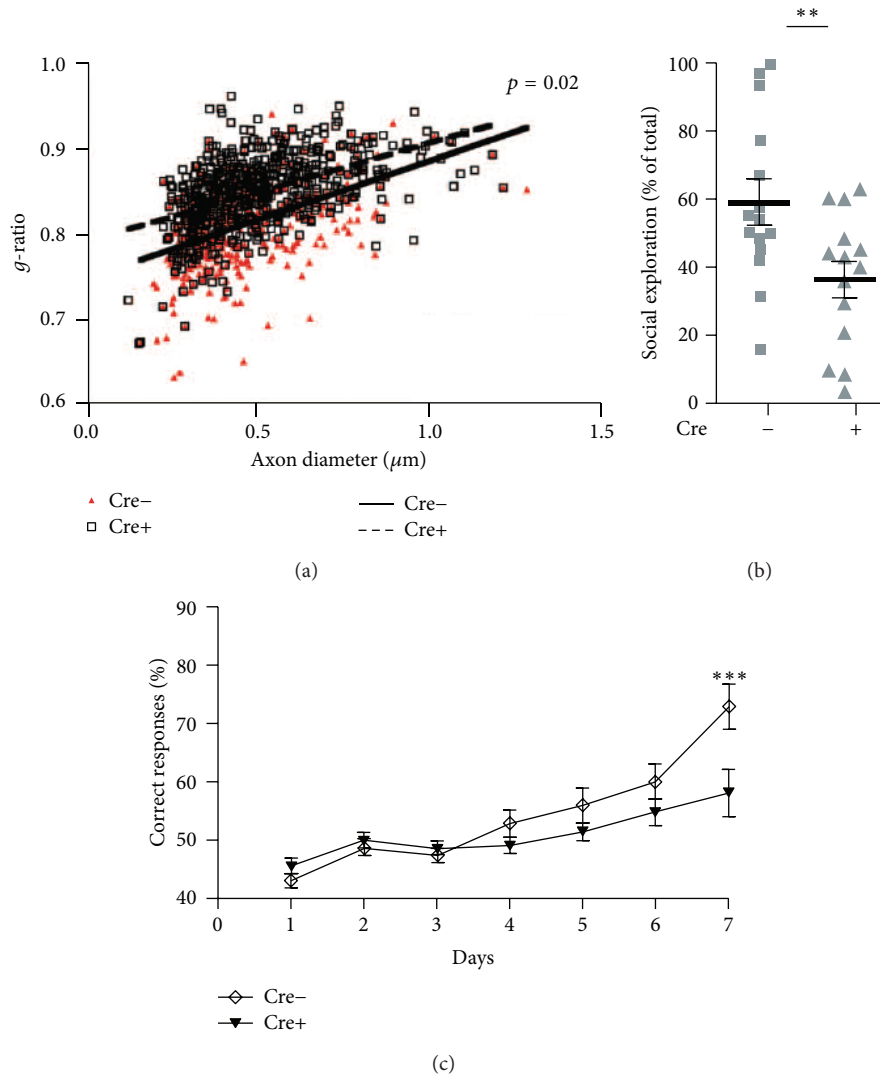 1.0
0.9
0.8
0.7
0.6
g-ratio
p = 0.02
0.0
0.5
1.0
1.5
Axon diameter (μm)
Cre−
Cre+
Cre−
Cre+
(a)
**
100
80
60
40
20
0
Social exploration (% of total)
Cre
−
+
(b)
90
80
70
60
50
40
Correct responses (%)
***
0
1
2
3
4
5
6
7
Days
Cre−
Cre+
(c)